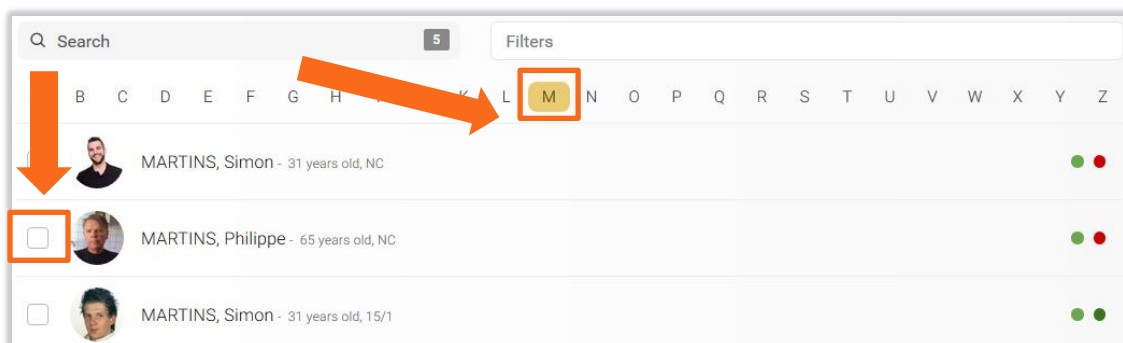 Search 5 Filters
B C D E F G H K L M N O P Q R S T U V W X Y Z
MARTINS, Simon - 31 years old, NC
MARTINS, Philippe - 65 years old, NC
MARTINS, Simon - 31 years old, 15/1